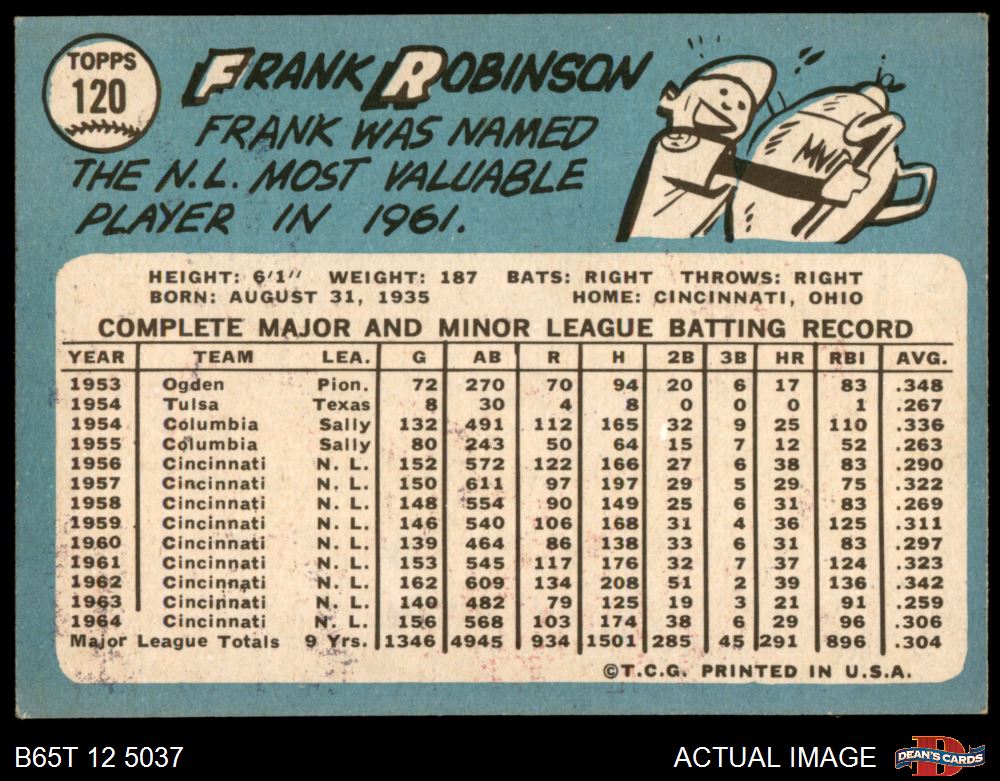 TOPPS
120
FRANK ROBINSON
FRANK WAS NAMED
THE N.L. MOST VALUABLE
PLAYER IN 1961.
MVP
HEIGHT: 6'1" WEIGHT: 187 BATS: RIGHT THROWS: RIGHT
BORN: AUGUST 31, 1935 HOME: CINCINNATI, OHIO
COMPLETE MAJOR AND MINOR LEAGUE BATTING RECORD
YEAR TEAM LEA. G AB R H 2B 3B HR RBI AVG.
1953 Ogden Pion. 72 270 70 94 20 6 17 83 .348
1954 Tulsa Texas 8 30 4 8 0 0 0 1 .267
1954 Columbia Sally 132 491 112 165 32 9 25 110 .336
1955 Columbia Sally 80 243 50 64 15 7 12 52 .263
1956 Cincinnati N. L. 152 572 122 166 27 6 38 83 .290
1957 Cincinnati N. L. 150 611 97 197 29 5 29 75 .322
1958 Cincinnati N. L. 148 554 90 149 25 6 31 83 .269
1959 Cincinnati N. L. 146 540 106 168 31 4 36 125 .311
1960 Cincinnati N. L. 139 464 86 138 33 6 31 83 .297
1961 Cincinnati N. L. 153 545 117 176 32 7 37 124 .323
1962 Cincinnati N. L. 162 609 134 208 51 2 39 136 .342
1963 Cincinnati N. L. 140 482 79 125 19 3 21 91 .259
1964 Cincinnati N. L. 156 568 103 174 38 6 29 96 .306
Major League Totals 9 Yrs. 1346 4945 934 1501 285 45 291 896 .304
©T.C.G. PRINTED IN U.S.A.
B65T 12 5037 ACTUAL IMAGE DEAN'S CARDS